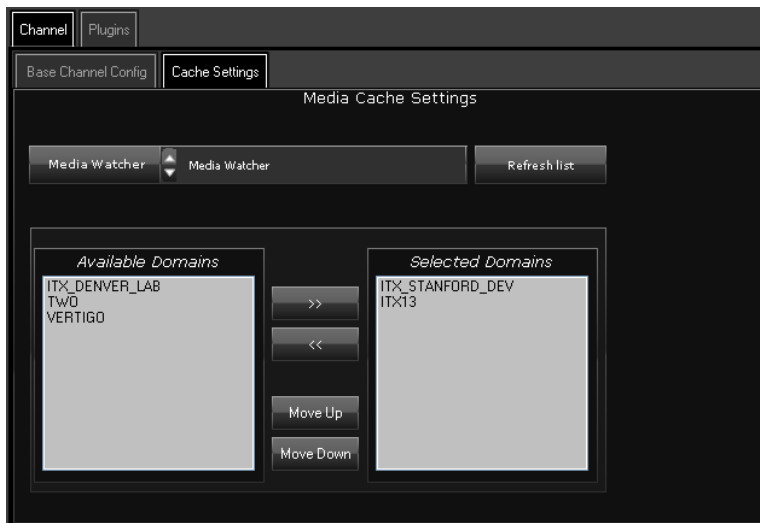 Channel Plugins
Base Channel Config Cache Settings
Media Cache Settings
Media Watcher Media Watcher Refresh list
Available Domains Selected Domains
ITX_DENVER_LAB
TWO
VERTIGO
>>
<<
Move Up
Move Down
ITX_STANFORD_DEV
ITX13